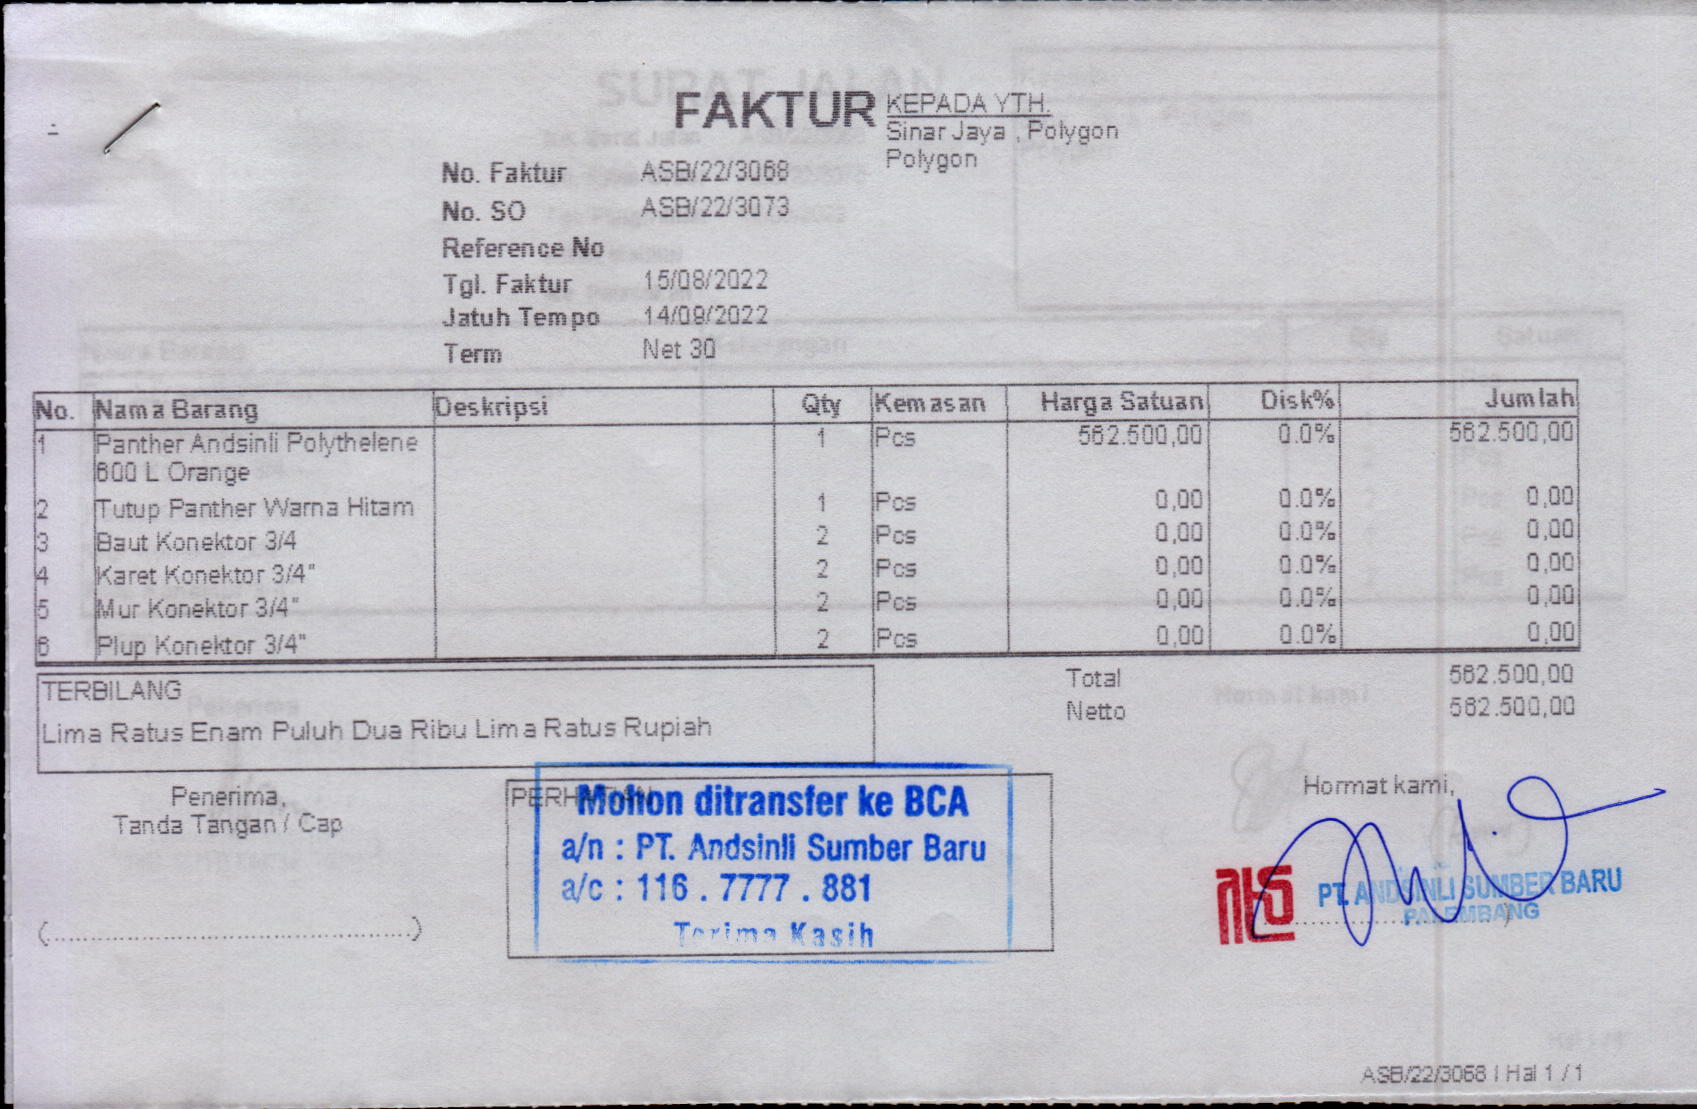 FAKTUR
KEPADA YTH.
Sinar Jaya , Polygon
Polygon
No. Faktur ASB/22/3068
No. SO ASB/22/3073
Reference No
Tgl. Faktur 15/08/2022
Jatuh Tempo 14/09/2022
Term Net 30
No. Nama Barang Deskripsi Qty Kemasan Harga Satuan Disk% Jumlah
1 Panther Andsinli Polythelene 1 Pcs 562.500,00 0.0% 562.500,00
600 L Orange
2 Tutup Panther Warna Hitam 1 Pcs 0,00 0.0% 0,00
3 Baut Konektor 3/4 2 Pcs 0,00 0.0% 0,00
4 Karet Konektor 3/4" 2 Pcs 0,00 0.0% 0,00
5 Mur Konektor 3/4" 2 Pcs 0,00 0.0% 0,00
6 Plup Konektor 3/4" 2 Pcs 0,00 0.0% 0,00
Total 562.500,00
Netto 562.500,00
TERBILANG
Lima Ratus Enam Puluh Dua Ribu Lima Ratus Rupiah
Penerima,
Tanda Tangan / Cap
(........................................)
PERHATIAN
Mohon ditransfer ke BCA
a/n : PT. Andsinli Sumber Baru
a/c : 116 . 7777 . 881
Terima Kasih
Hormat kami,
PT. ANDSINLI SUMBER BARU
PALEMBANG
ASB/22/3068 | Hal 1 / 1